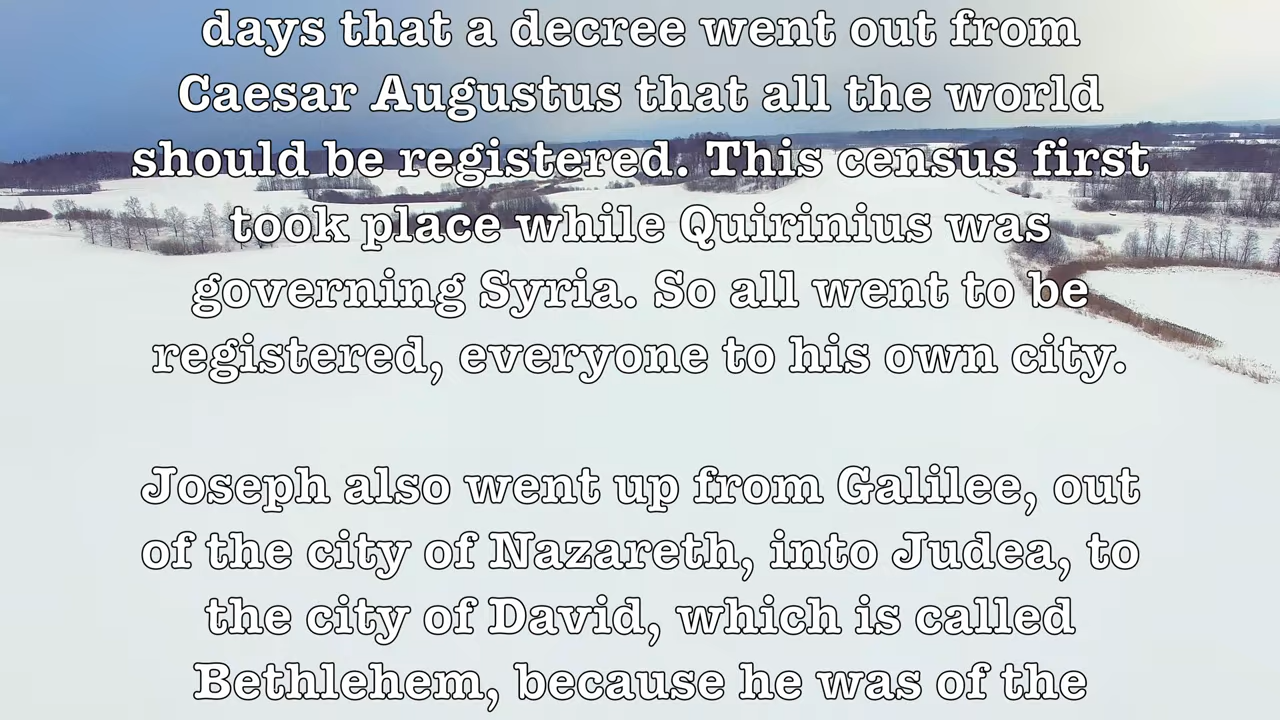 days that a decree went out from
Caesar Augustus that all the world
should be registered. This census first
took place while Quirinius was
governing Syria. So all went to be
registered, everyone to his own city.
Joseph also went up from Galilee, out
of the city of Nazareth, into Judea, to
the city of David, which is called
Bethlehem, because he was of the